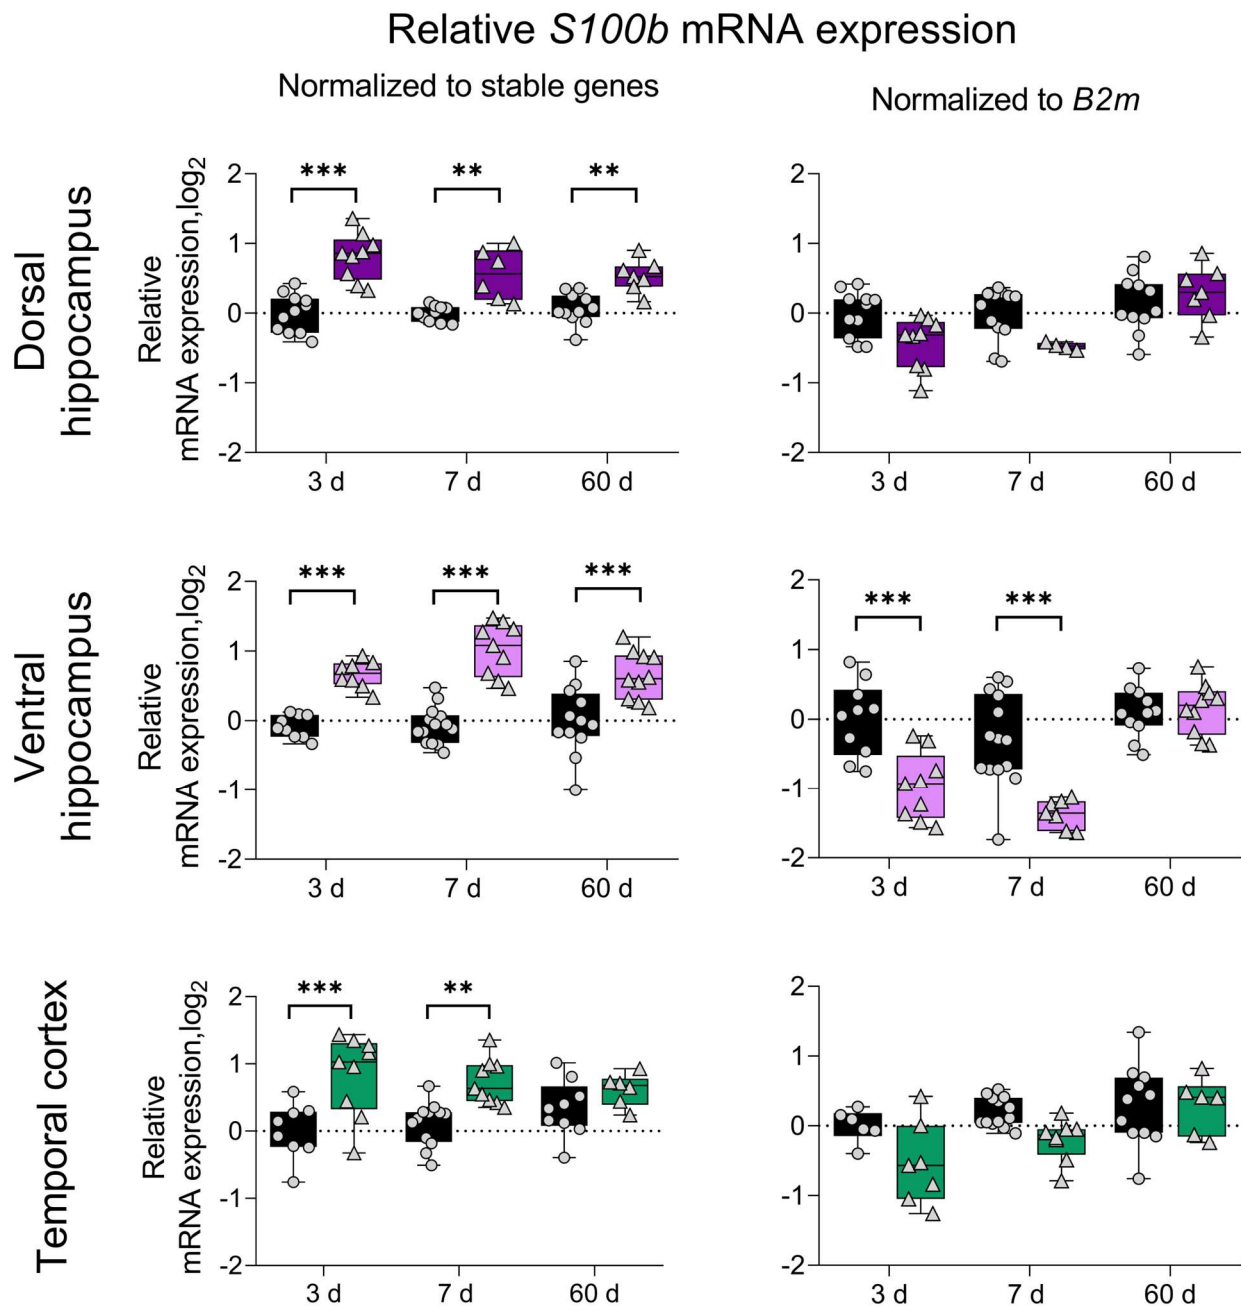 Relative S100b mRNA expression
Normalized to stable genes
Normalized to B2m
Dorsal
hippocampus
Relative
mRNA expression,log2
2
1
0
-1
-2
***
**
**
3 d
7 d
60 d
2
1
0
-1
-2
3 d
7 d
60 d
Ventral
hippocampus
Relative
mRNA expression,log2
2
1
0
-1
-2
***
***
***
3 d
7 d
60 d
2
1
0
-1
-2
***
***
3 d
7 d
60 d
Temporal cortex
Relative
mRNA expression,log2
2
1
0
-1
-2
***
**
3 d
7 d
60 d
2
1
0
-1
-2
3 d
7 d
60 d